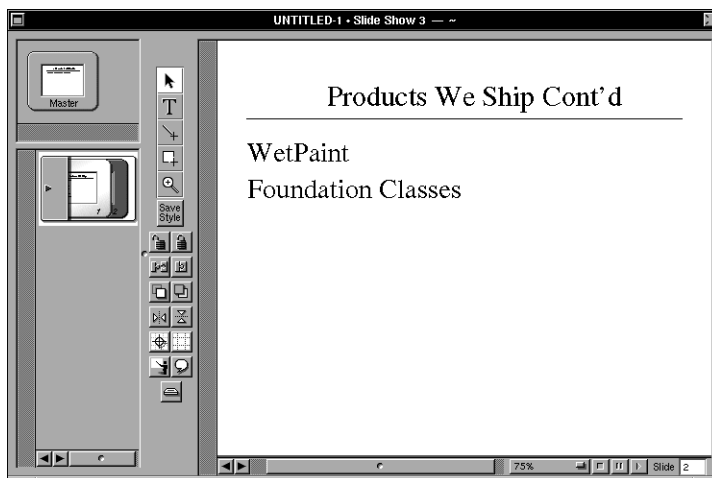 UNTITLED-1 • Slide Show 3 — ~
Master
T
Save
Style
Products We Ship Cont'd
WetPaint
Foundation Classes
75%
Slide 2